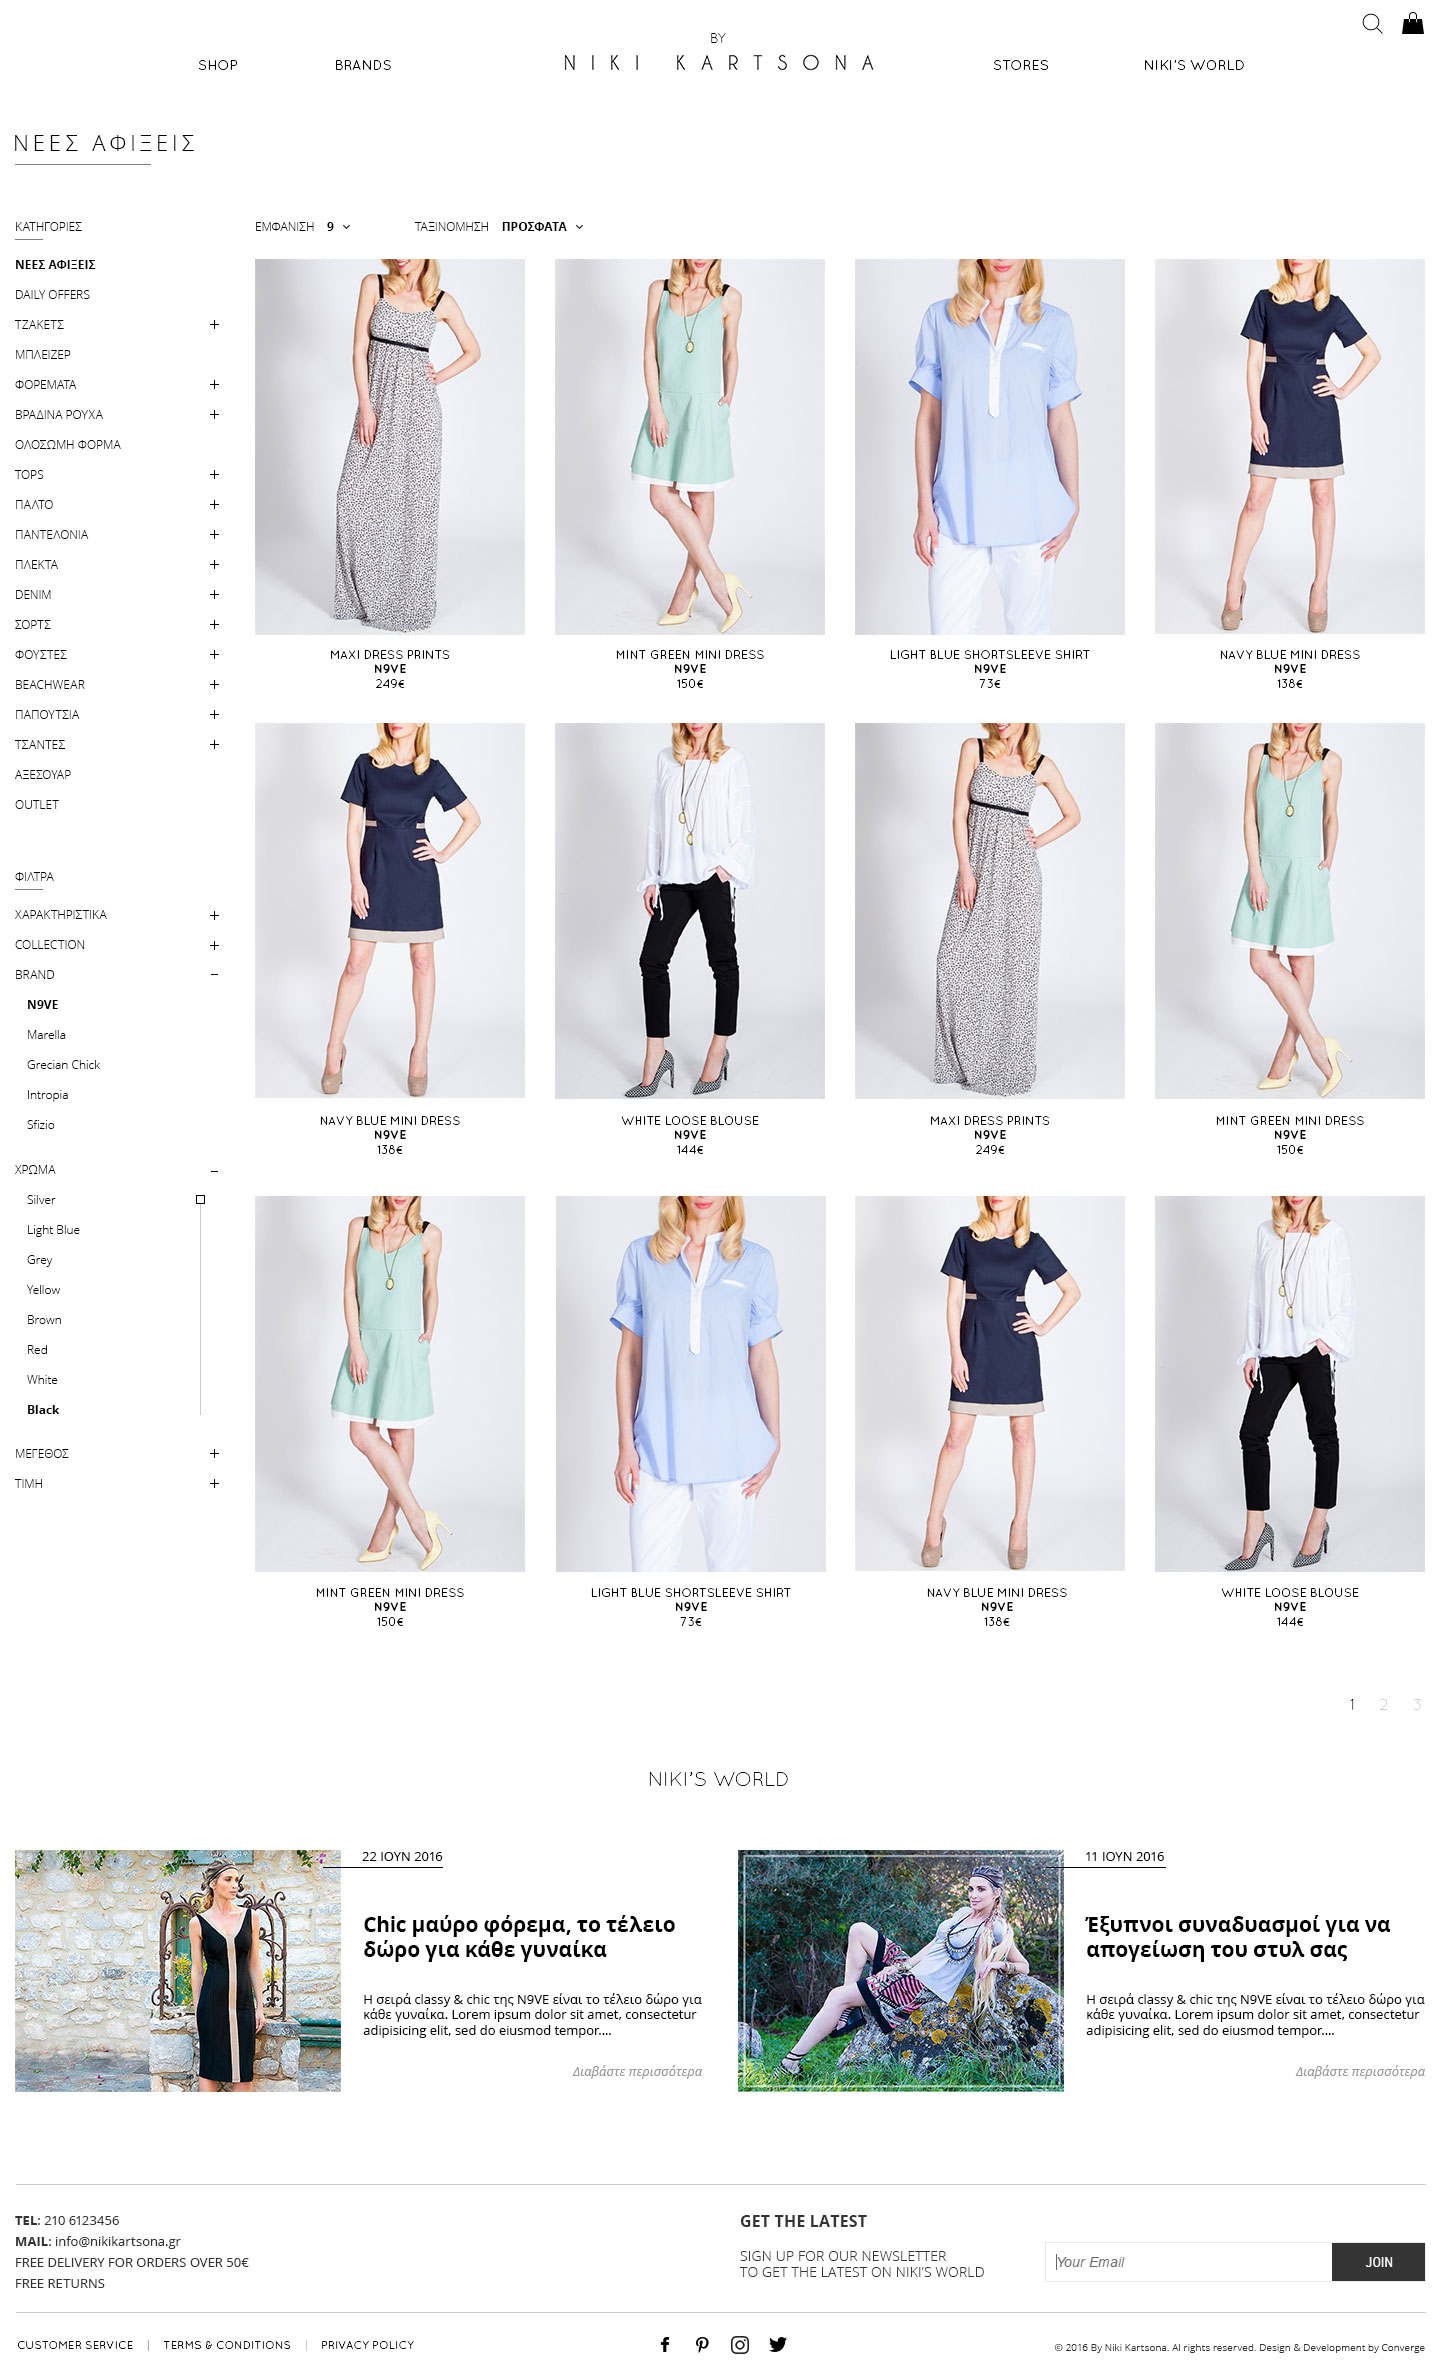 BY
NIKI KARTSONA
SHOP
BRANDS
STORES
NIKI'S WORLD
ΝΕΕΣ ΑΦΙΞΕΙΣ
ΚΑΤΗΓΟΡΙΕΣ
ΝΕΕΣ ΑΦΙΞΕΙΣ
DAILY OFFERS
ΤΖΑΚΕΤΣ
ΜΠΛΕΙΖΕΡ
ΦΟΡΕΜΑΤΑ
ΒΡΑΔΙΝΑ ΡΟΥΧΑ
ΟΛΟΣΩΜΗ ΦΟΡΜΑ
TOPS
ΠΑΛΤΟ
ΠΑΝΤΕΛΟΝΙΑ
ΠΛΕΚΤΑ
DENIM
ΣΟΡΤΣ
ΦΟΥΣΤΕΣ
BEACHWEAR
ΠΑΠΟΥΤΣΙΑ
ΤΣΑΝΤΕΣ
ΑΞΕΣΟΥΑΡ
OUTLET
ΦΙΛΤΡΑ
ΧΑΡΑΚΤΗΡΙΣΤΙΚΑ
COLLECTION
BRAND
N9VE
Marella
Grecian Chick
Intropia
Sfizio
ΧΡΩΜΑ
Silver
Light Blue
Grey
Yellow
Brown
Red
White
Black
ΜΕΓΕΘΟΣ
ΤΙΜΗ
ΕΜΦΑΝΙΣΗ 9
ΤΑΞΙΝΟΜΗΣΗ ΠΡΟΣΦΑΤΑ
MAXI DRESS PRINTS
N9VE
249€
MINT GREEN MINI DRESS
N9VE
150€
LIGHT BLUE SHORTSLEEVE SHIRT
N9VE
73€
NAVY BLUE MINI DRESS
N9VE
138€
NAVY BLUE MINI DRESS
N9VE
138€
WHITE LOOSE BLOUSE
N9VE
144€
MAXI DRESS PRINTS
N9VE
249€
MINT GREEN MINI DRESS
N9VE
150€
MINT GREEN MINI DRESS
N9VE
150€
LIGHT BLUE SHORTSLEEVE SHIRT
N9VE
73€
NAVY BLUE MINI DRESS
N9VE
138€
WHITE LOOSE BLOUSE
N9VE
144€
1 2 3
NIKI'S WORLD
22 ΙΟΥΝ 2016
Chic μαύρο φόρεμα, το τέλειο
δώρο για κάθε γυναίκα
Η σειρά classy & chic της N9VE είναι το τέλειο δώρο για
κάθε γυναίκα. Lorem ipsum dolor sit amet, consectetur
adipisicing elit, sed do eiusmod tempor....
Διαβάστε περισσότερα
11 ΙΟΥΝ 2016
Έξυπνοι συναδυασμοί για να
απογείωση του στυλ σας
Η σειρά classy & chic της N9VE είναι το τέλειο δώρο για
κάθε γυναίκα. Lorem ipsum dolor sit amet, consectetur
adipisicing elit, sed do eiusmod tempor....
Διαβάστε περισσότερα
TEL: 210 6123456
MAIL: info@nikikartsona.gr
FREE DELIVERY FOR ORDERS OVER 50€
FREE RETURNS
GET THE LATEST
SIGN UP FOR OUR NEWSLETTER
TO GET THE LATEST ON NIKI'S WORLD
Your Email
JOIN
CUSTOMER SERVICE | TERMS & CONDITIONS | PRIVACY POLICY
© 2016 By Niki Kartsona. Al rights reserved. Design & Development by Converge